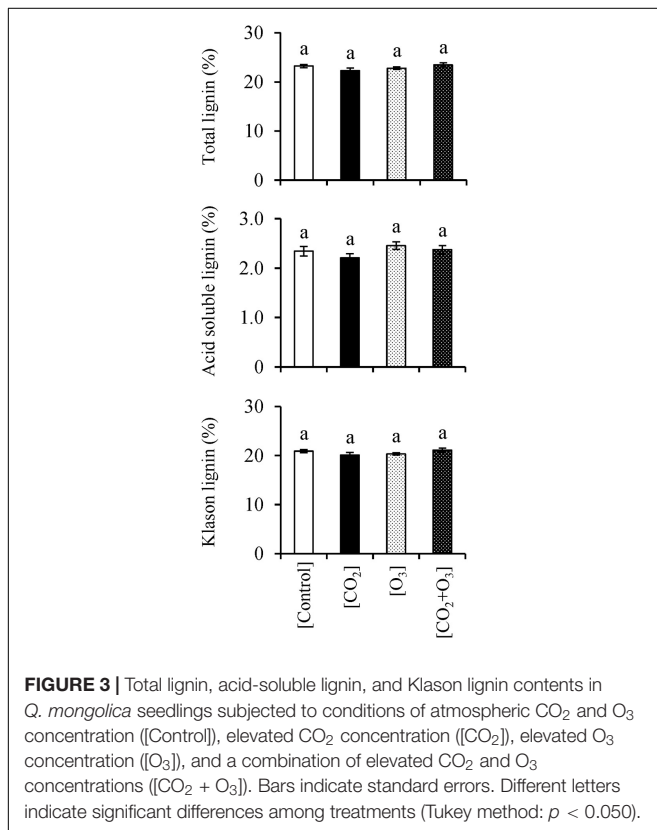 30
20
10
0
Total lignin (%)
a a a a
3.0
2.0
1.0
0
Acid soluble lignin (%)
a a a a
30
20
10
0
Klason lignin (%)
a a a a
[Control]
[CO₂]
[O₃]
[CO₂+O₃]
FIGURE 3 | Total lignin, acid-soluble lignin, and Klason lignin contents in
Q. mongolica seedlings subjected to conditions of atmospheric CO₂ and O₃
concentration ([Control]), elevated CO₂ concentration ([CO₂]), elevated O₃
concentration ([O₃]), and a combination of elevated CO₂ and O₃
concentrations ([CO₂ + O₃]). Bars indicate standard errors. Different letters
indicate significant differences among treatments (Tukey method: p < 0.050).